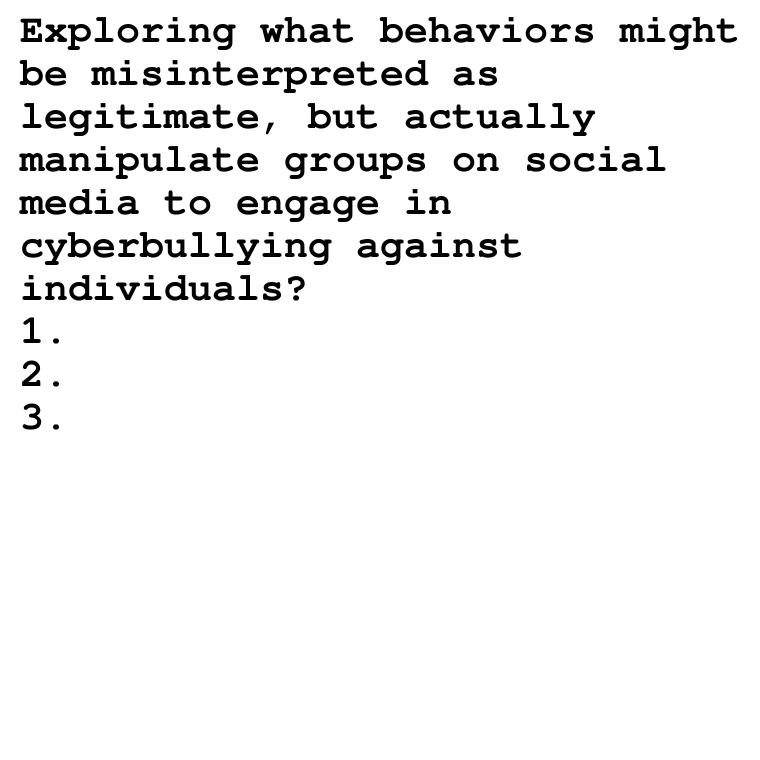 Exploring what behaviors might
be misinterpreted as
legitimate, but actually
manipulate groups on social
media to engage in
cyberbullying against
individuals?
1.
2.
3.